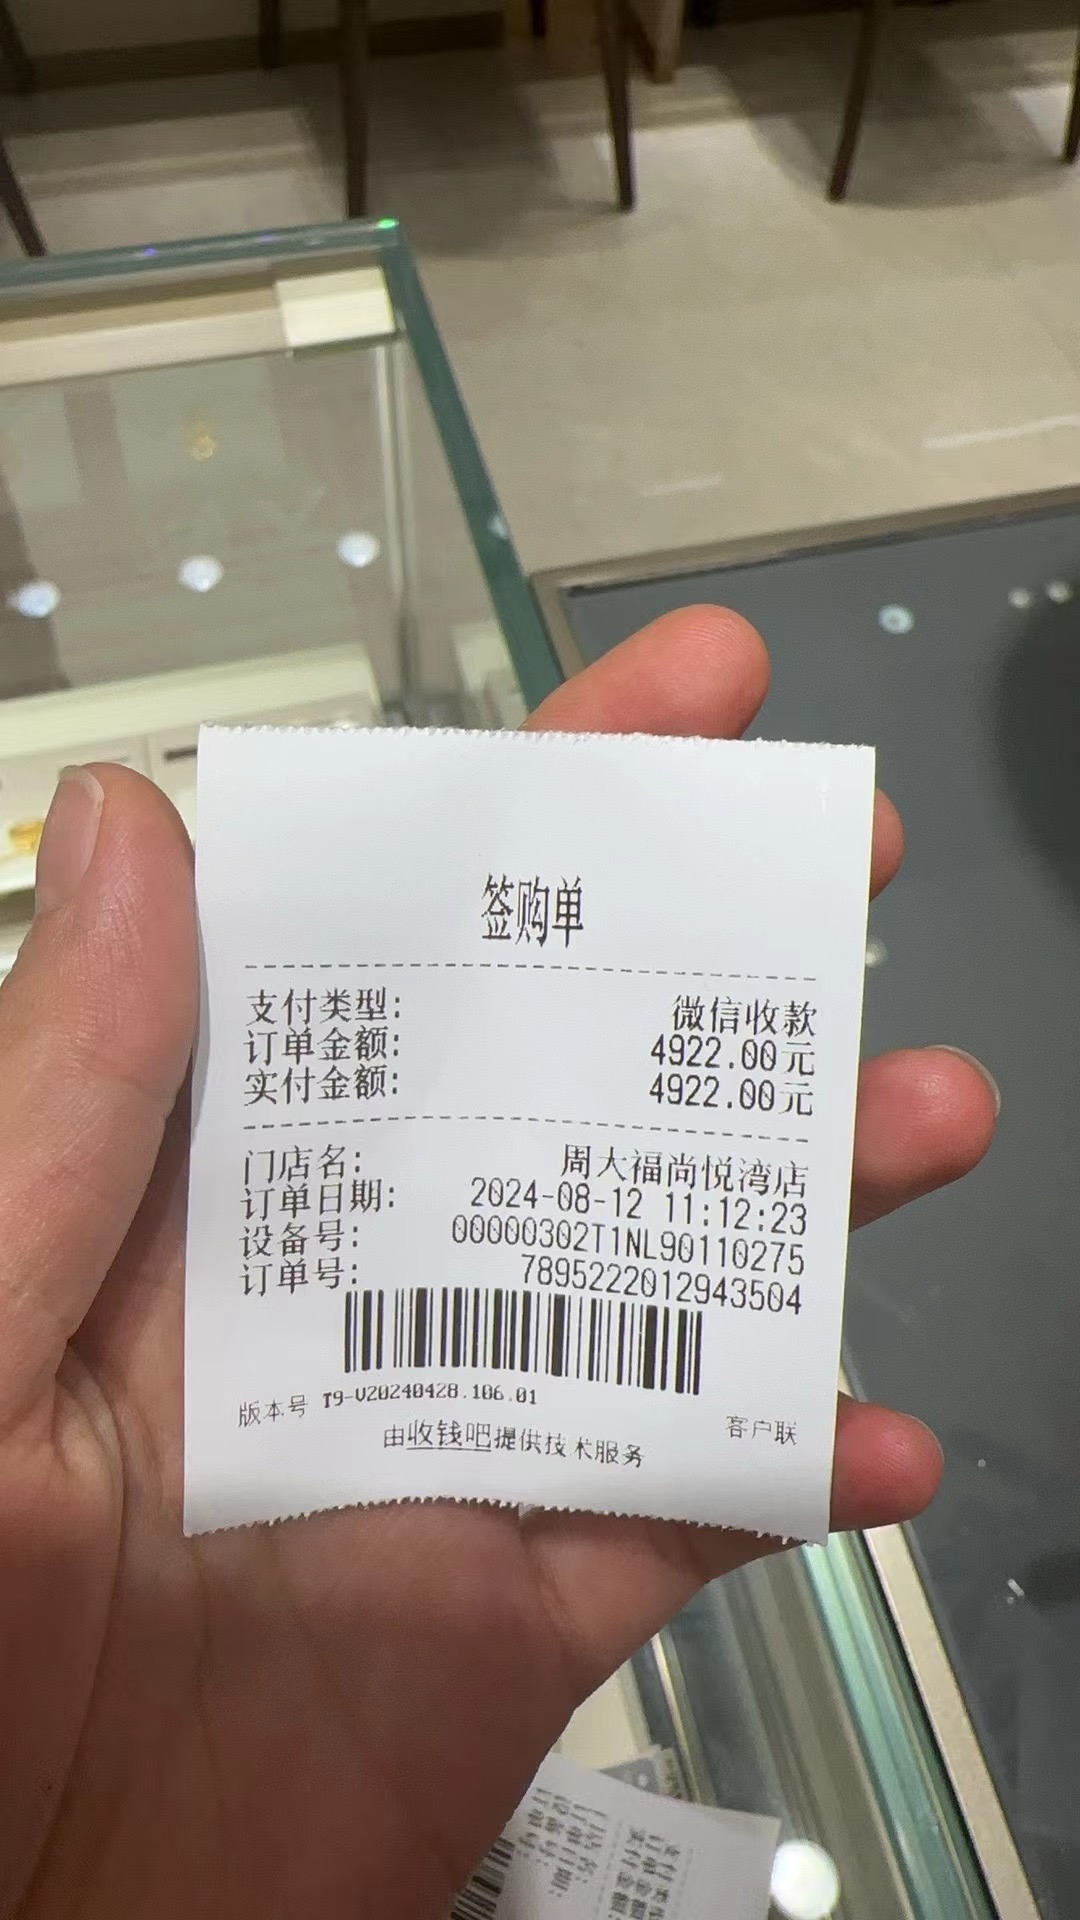 签购单
支付类型: 微信收款
订单金额: 4922.00元
实付金额: 4922.00元
门店名: 周大福尚悦湾店
订单日期: 2024-08-12 11:12:23
设备号: 00000302T1NL90110275
订单号: 7895222012943504
版本号 T9-V20240428.106.01
客户联
由收钱吧提供技术服务